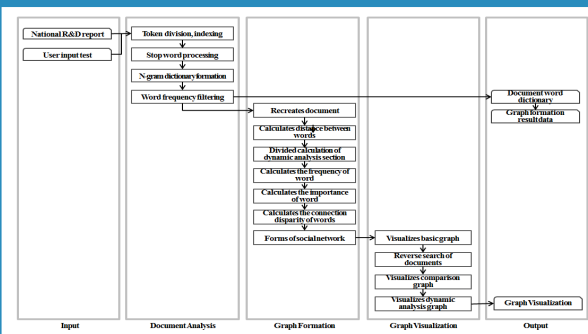 National R&D report
User input test
Token division, indexing
Stop word processing
N-gram dictionary formation
Word frequency filtering
Recreates document
Calculates distance between
words
Divided calculation of
dynamic analysis section
Calculates the frequency of
word
Calculates the importance
of word
Calculates the connection
disparity of words
Forms of social network
Visualizes basic graph
Reverse search of
documents
Visualizes comparison
graph
Visualizes dynamic
analysis graph
Document word
dictionary
Graph formation
result data
Graph Visualization
Input
Document Analysis
Graph Formation
Graph Visualization
Output